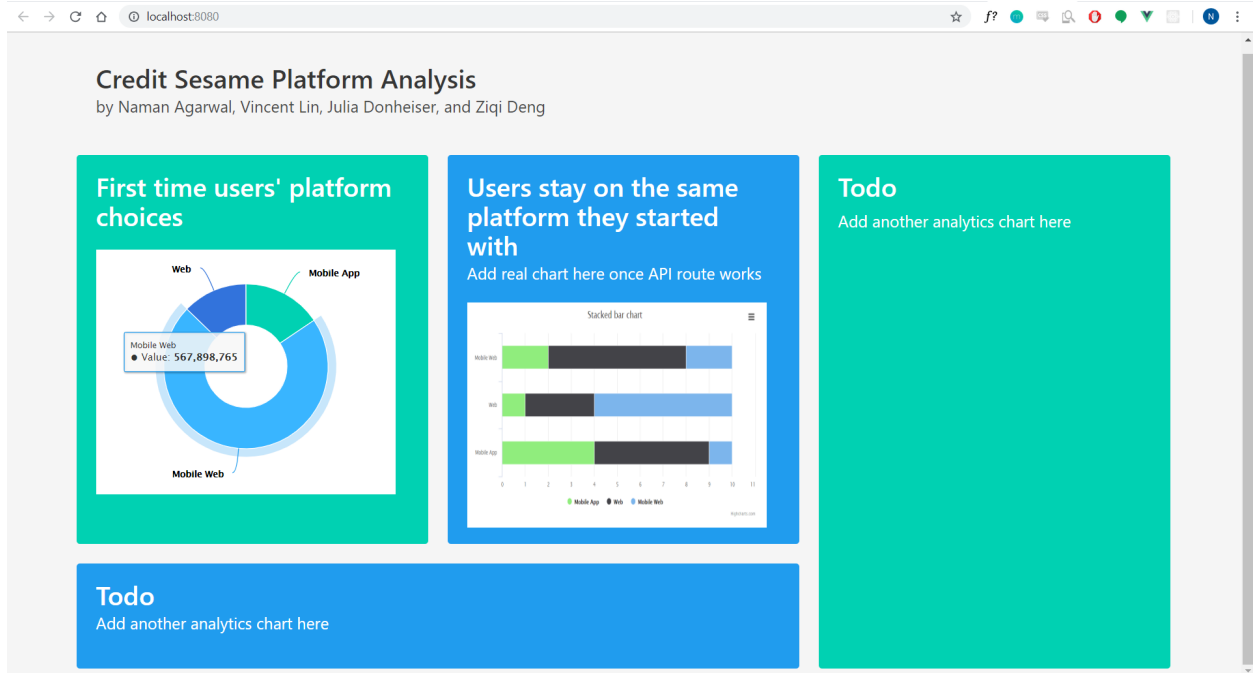 localhost:8080
f?
N
Credit Sesame Platform Analysis
by Naman Agarwal, Vincent Lin, Julia Donheiser, and Ziqi Deng
First time users' platform
choices
Web
Mobile App
Mobile Web
● Value: 567,898,765
Mobile Web
Users stay on the same
platform they started
with
Add real chart here once API route works
Stacked bar chart
Mobile Web
Web
Mobile App
0 1 2 3 4 5 6 7 8 9 10 11
Mobile App Web Mobile Web
Highcharts.com
Todo
Add another analytics chart here
Todo
Add another analytics chart here